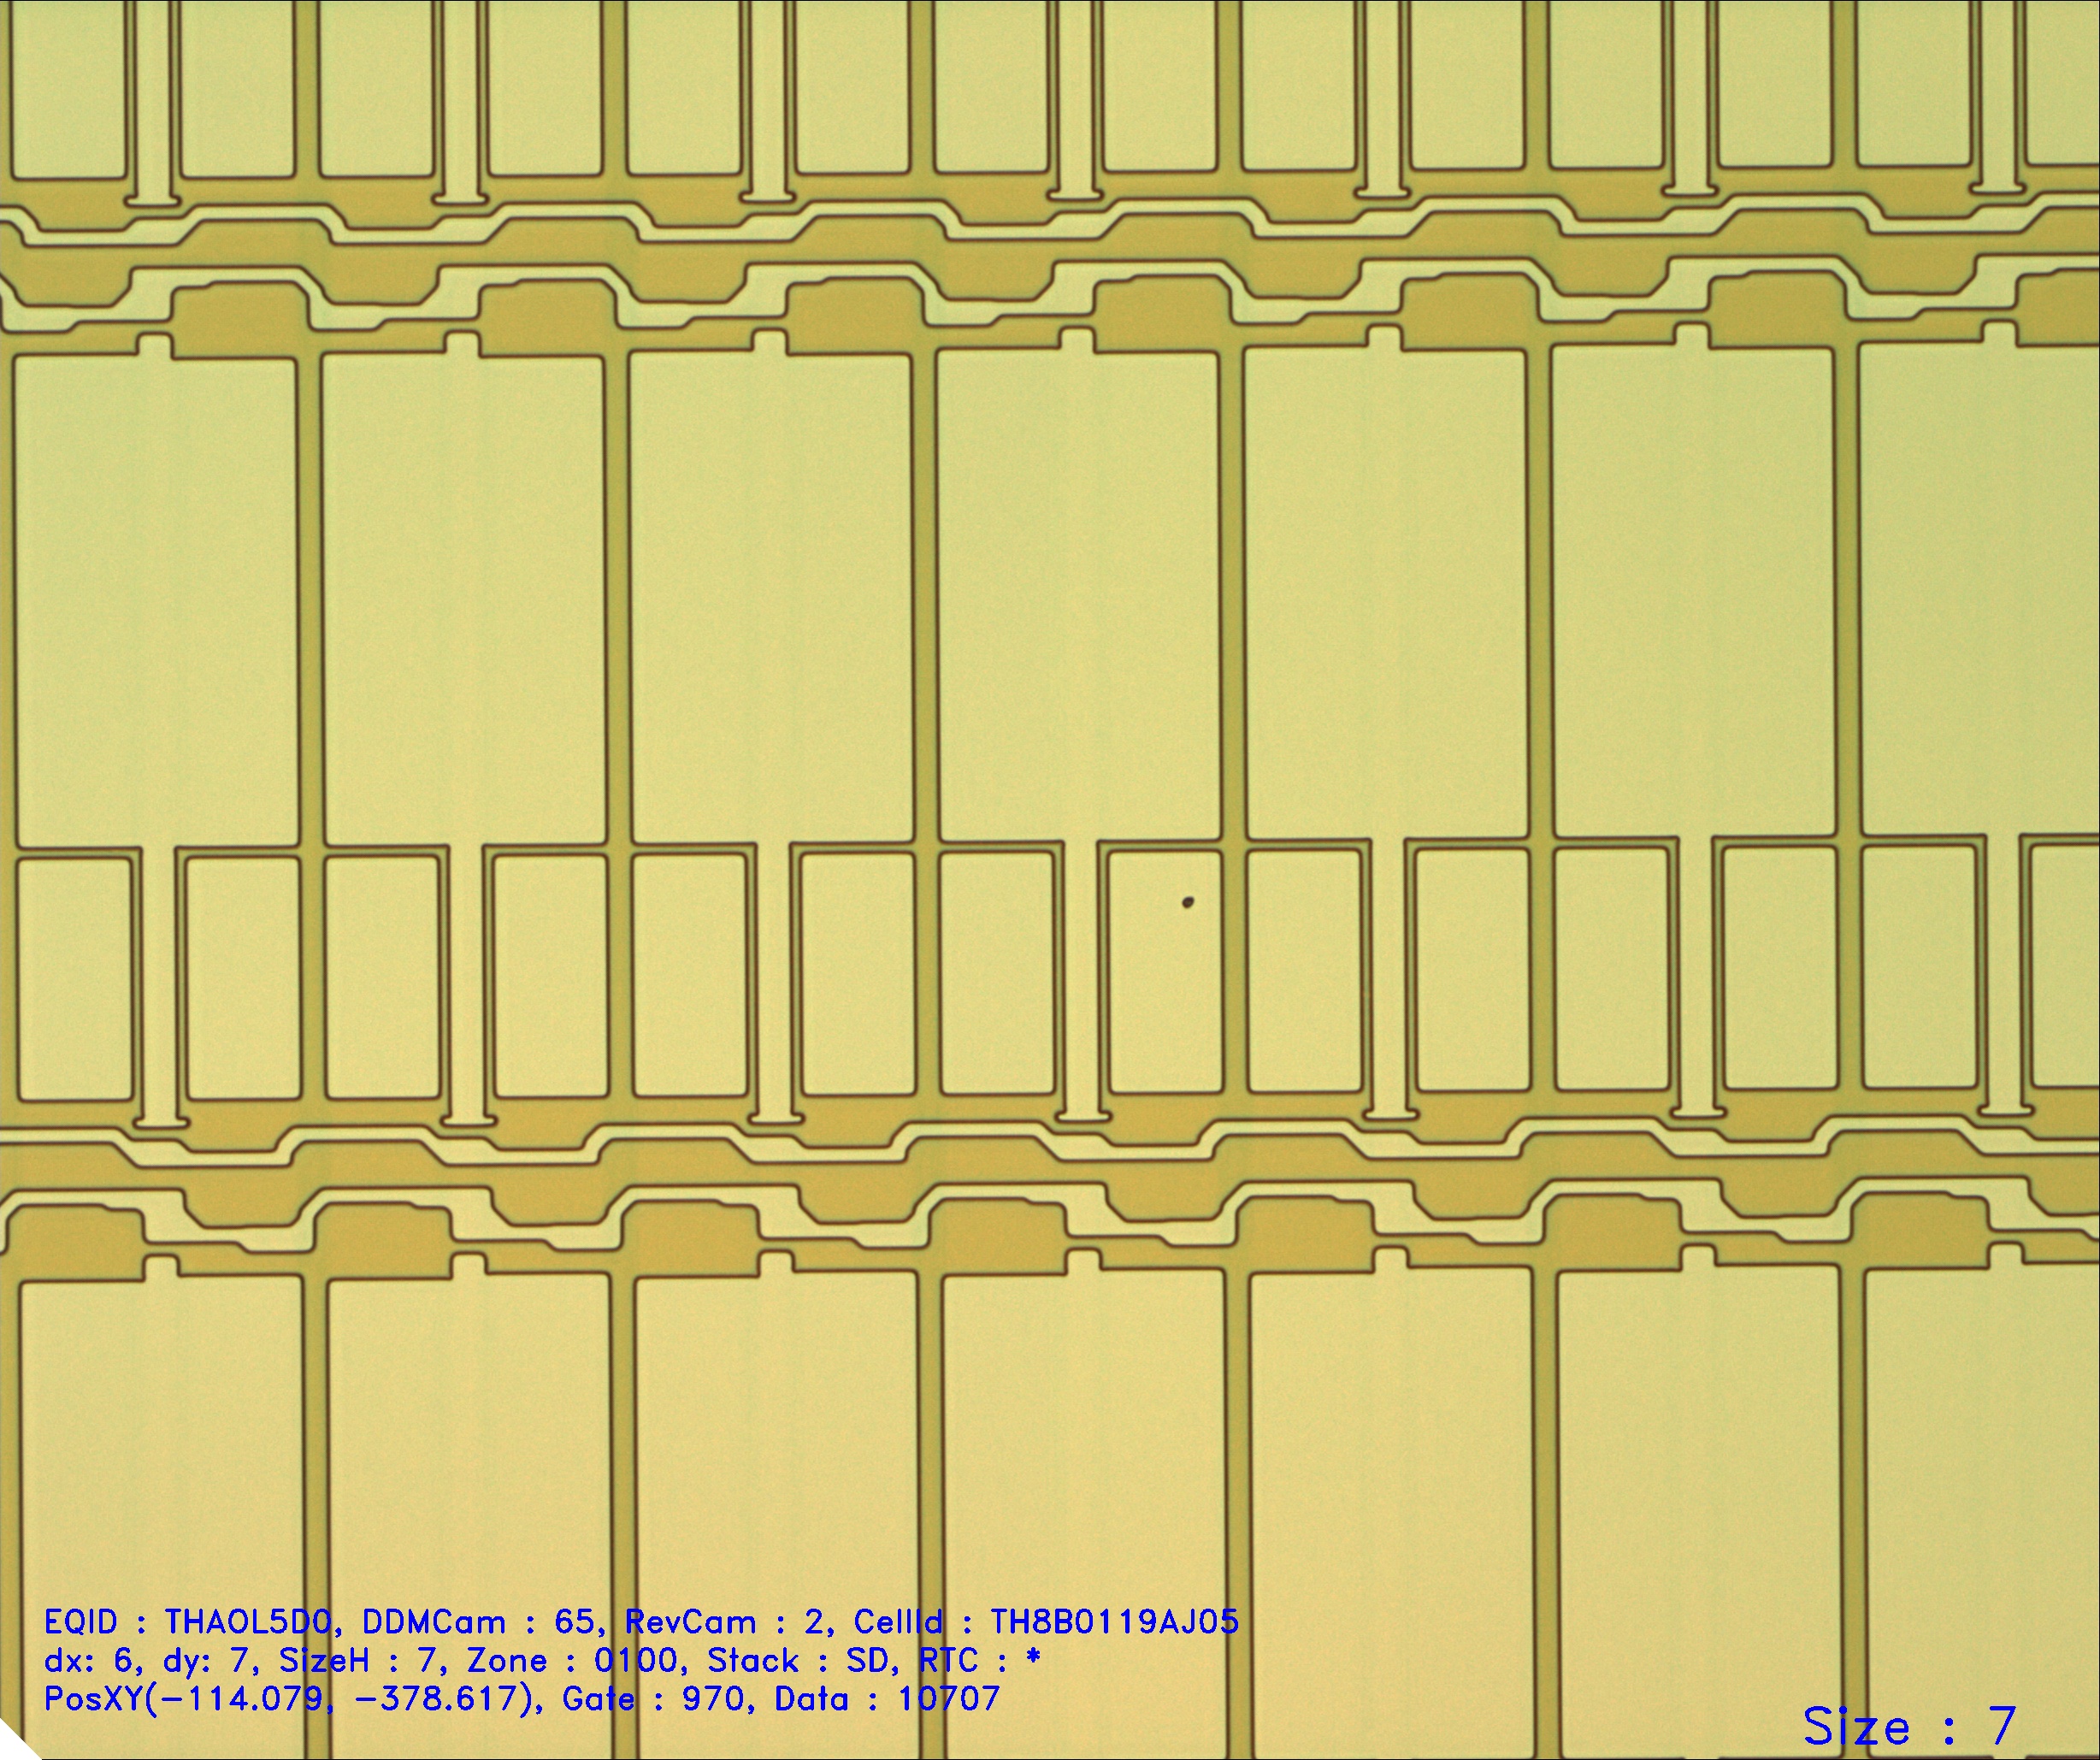 EQID : THAOL5D0, DDMCam : 65, RevCam : 2, CellId : TH8B0119AJ05
dx: 6, dy: 7, SizeH : 7, Zone : 0100, Stack : SD, RTC : *
PosXY(-114.079, -378.617), Gate : 970, Data : 10707
Size : 7